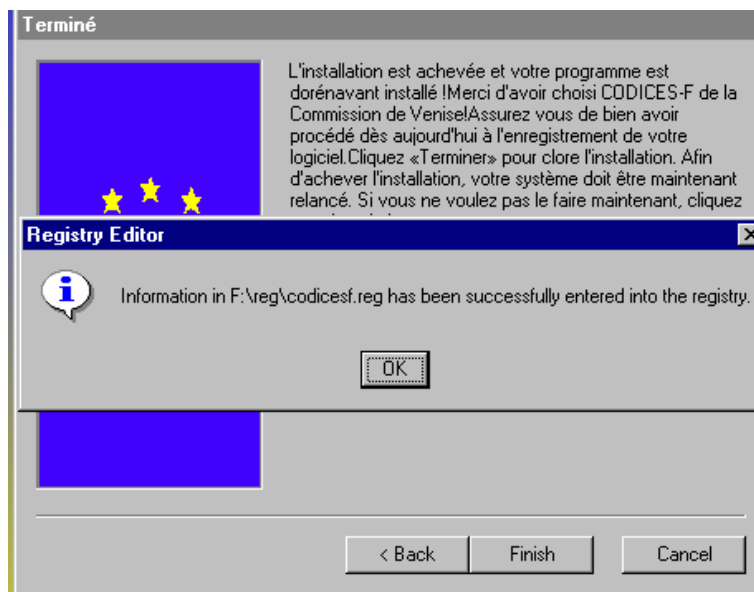 Terminé
L'installation est achevée et votre programme est
dorénavant installé !Merci d'avoir choisi CODICES-F de la
Commission de Venise!Assurez vous de bien avoir
procédé dès aujourd'hui à l'enregistrement de votre
logiciel.Cliquez «Terminer» pour clore l'installation. Afin
d'achever l'installation, votre système doit être maintenant
relancé. Si vous ne voulez pas le faire maintenant, cliquez
Registry Editor
Information in F:\reg\codicesf.reg has been successfully entered into the registry.
OK
< Back
Finish
Cancel